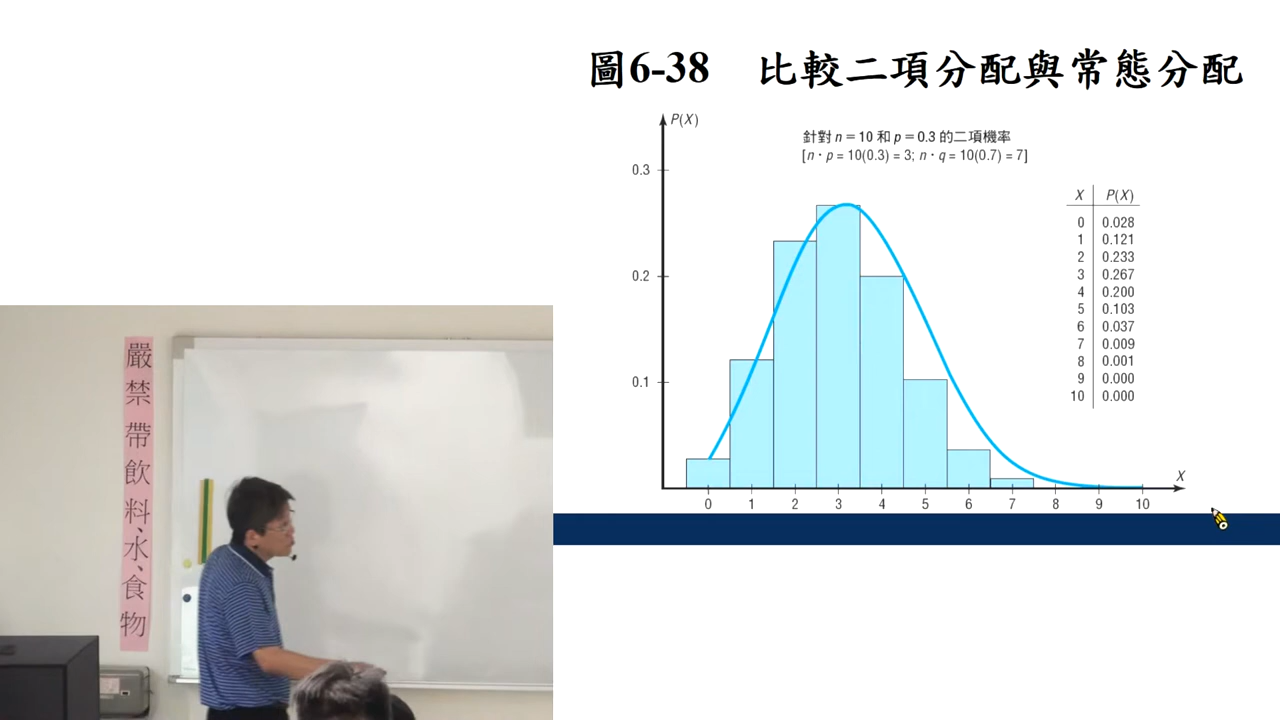 圖6-38 比較二項分配與常態分配
P(X)
針對 n = 10 和 p = 0.3 的二項機率
[n · p = 10(0.3) = 3; n · q = 10(0.7) = 7]
0.3
0.2
0.1
X P(X)
0 0.028
1 0.121
2 0.233
3 0.267
4 0.200
5 0.103
6 0.037
7 0.009
8 0.001
9 0.000
10 0.000
X
0 1 2 3 4 5 6 7 8 9 10
嚴禁帶飲料、水、食物